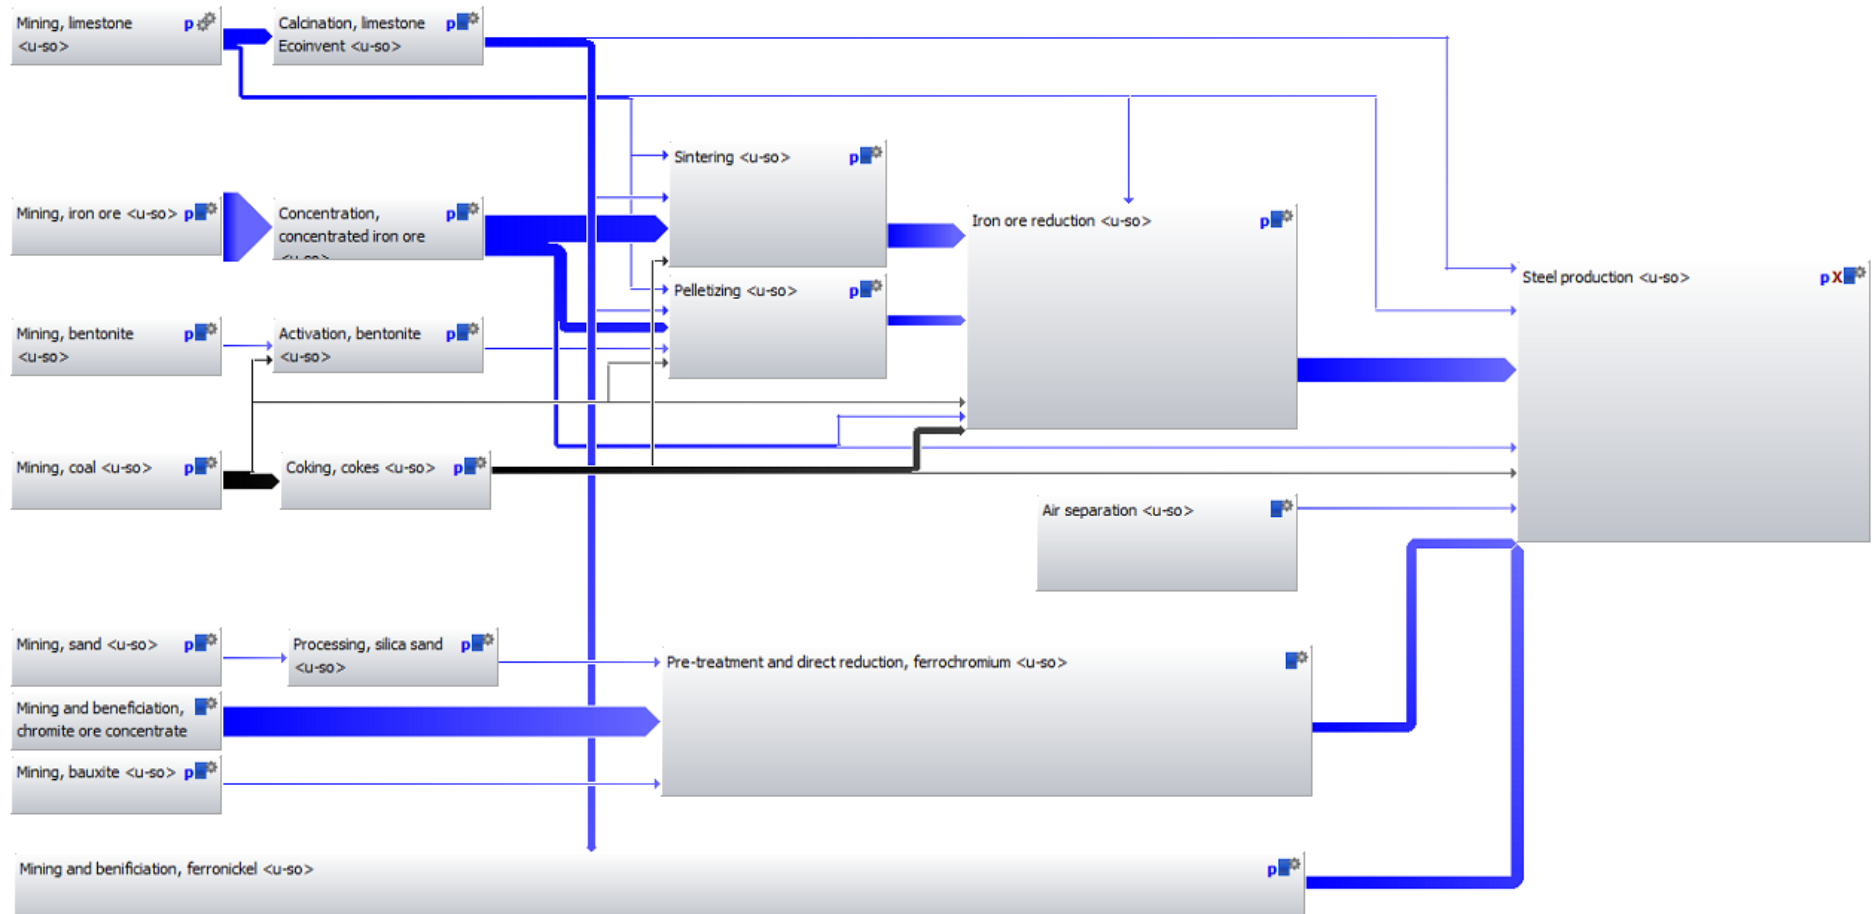 Mining, limestone p
<u-so>
Calcination, limestone p
Ecoinvent <u-so>
Sintering <u-so> p
Mining, iron ore <u-so> p
Concentration, p
concentrated iron ore
<u-so>
Iron ore reduction <u-so> p
Steel production <u-so> p X
Pelletizing <u-so> p
Mining, bentonite p
<u-so>
Activation, bentonite p
<u-so>
Mining, coal <u-so> p
Coking, cokes <u-so> p
Air separation <u-so>
Mining, sand <u-so> p
Processing, silica sand p
<u-so>
Pre-treatment and direct reduction, ferrochromium <u-so>
Mining and beneficiation,
chromite ore concentrate
Mining, bauxite <u-so> p
Mining and benificiation, ferronickel <u-so> p